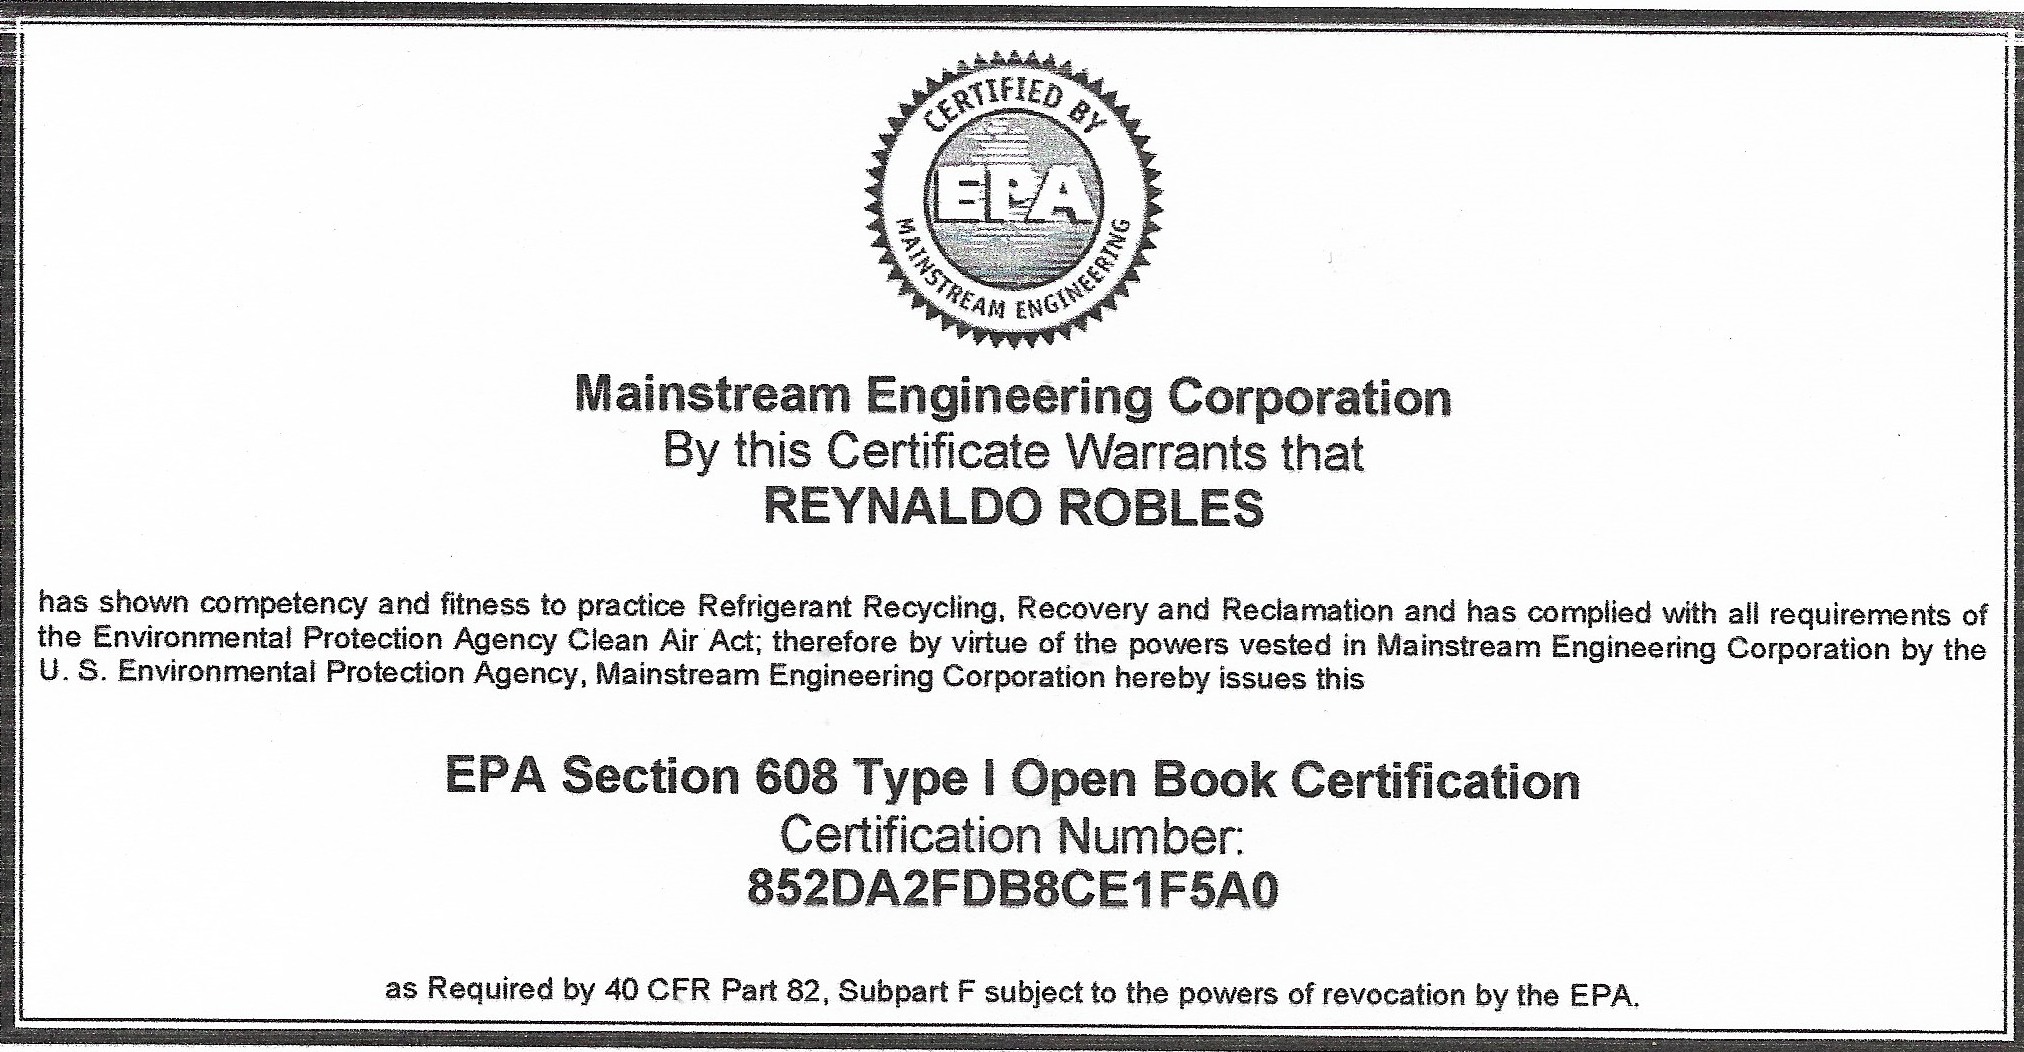 CERTIFIED BY
EPA
MAINSTREAM ENGINEERING
Mainstream Engineering Corporation
By this Certificate Warrants that
REYNALDO ROBLES
has shown competency and fitness to practice Refrigerant Recycling, Recovery and Reclamation and has complied with all requirements of
the Environmental Protection Agency Clean Air Act; therefore by virtue of the powers vested in Mainstream Engineering Corporation by the
U. S. Environmental Protection Agency, Mainstream Engineering Corporation hereby issues this
EPA Section 608 Type I Open Book Certification
Certification Number:
852DA2FDB8CE1F5A0
as Required by 40 CFR Part 82, Subpart F subject to the powers of revocation by the EPA.